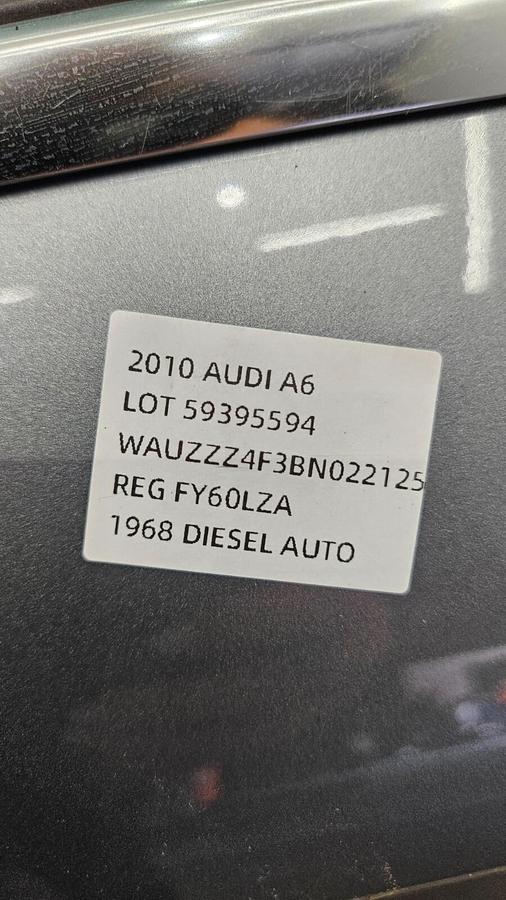 2010 AUDI A6
LOT 59395594
WAUZZZ4F3BN022125
REG FY60LZA
1968 DIESEL AUTO